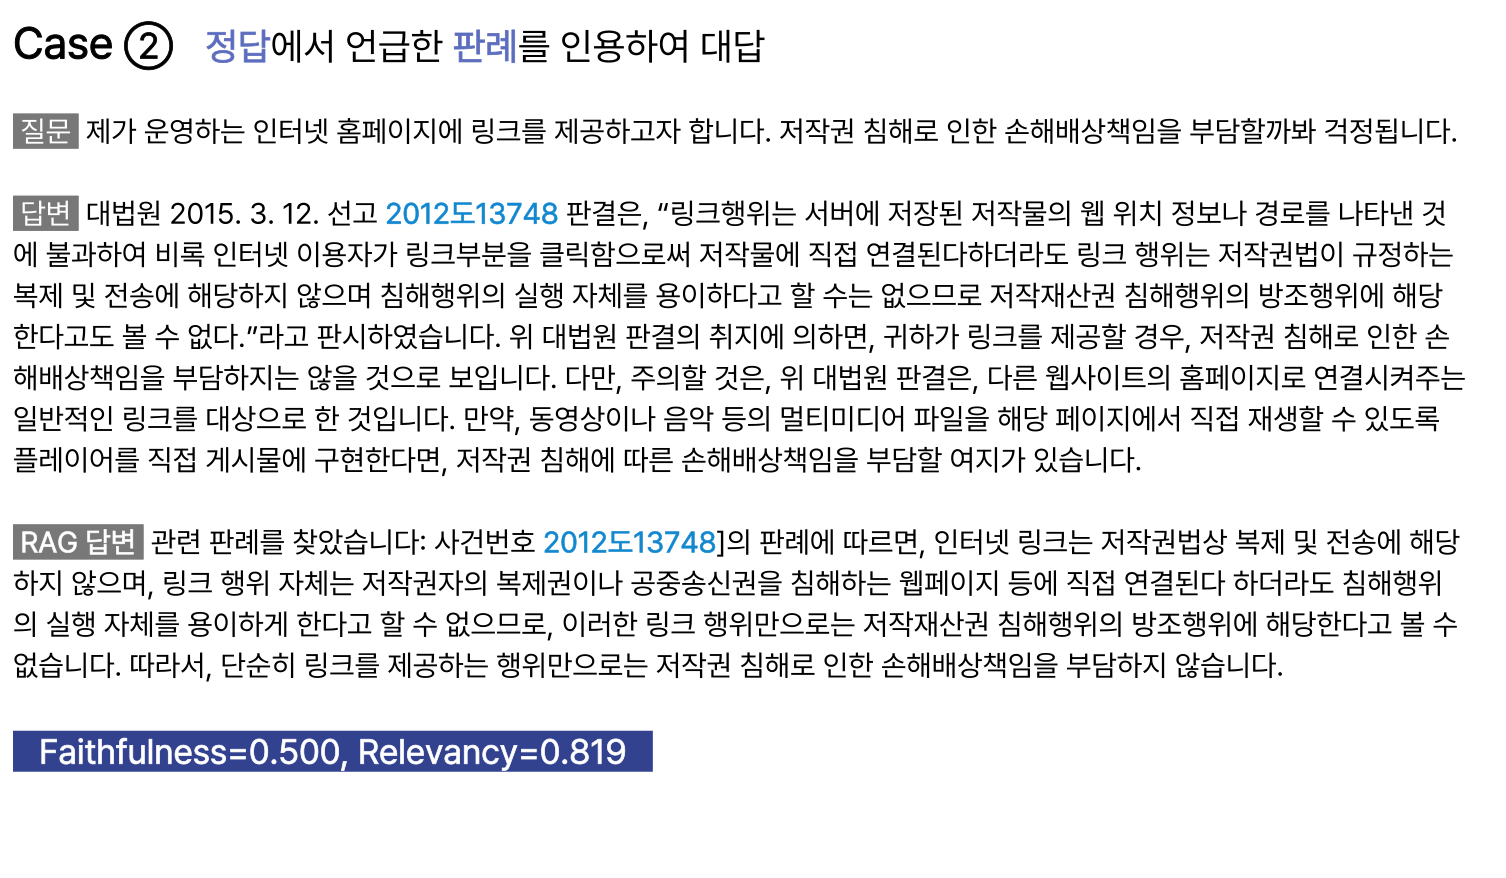 Case ② 정답에서 언급한 판례를 인용하여 대답
질문 제가 운영하는 인터넷 홈페이지에 링크를 제공하고자 합니다. 저작권 침해로 인한 손해배상책임을 부담할까봐 걱정됩니다.
답변 대법원 2015. 3. 12. 선고 2012도13748 판결은, “링크행위는 서버에 저장된 저작물의 웹 위치 정보나 경로를 나타낸 것
에 불과하여 비록 인터넷 이용자가 링크부분을 클릭함으로써 저작물에 직접 연결된다하더라도 링크 행위는 저작권법이 규정하는
복제 및 전송에 해당하지 않으며 침해행위의 실행 자체를 용이하다고 할 수는 없으므로 저작재산권 침해행위의 방조행위에 해당
한다고도 볼 수 없다.”라고 판시하였습니다. 위 대법원 판결의 취지에 의하면, 귀하가 링크를 제공할 경우, 저작권 침해로 인한 손
해배상책임을 부담하지는 않을 것으로 보입니다. 다만, 주의할 것은, 위 대법원 판결은, 다른 웹사이트의 홈페이지로 연결시켜주는
일반적인 링크를 대상으로 한 것입니다. 만약, 동영상이나 음악 등의 멀티미디어 파일을 해당 페이지에서 직접 재생할 수 있도록
플레이어를 직접 게시물에 구현한다면, 저작권 침해에 따른 손해배상책임을 부담할 여지가 있습니다.
RAG 답변 관련 판례를 찾았습니다: 사건번호 2012도13748]의 판례에 따르면, 인터넷 링크는 저작권법상 복제 및 전송에 해당
하지 않으며, 링크 행위 자체는 저작권자의 복제권이나 공중송신권을 침해하는 웹페이지 등에 직접 연결된다 하더라도 침해행위
의 실행 자체를 용이하게 한다고 할 수 없으므로, 이러한 링크 행위만으로는 저작재산권 침해행위의 방조행위에 해당한다고 볼 수
없습니다. 따라서, 단순히 링크를 제공하는 행위만으로는 저작권 침해로 인한 손해배상책임을 부담하지 않습니다.
Faithfulness=0.500, Relevancy=0.819